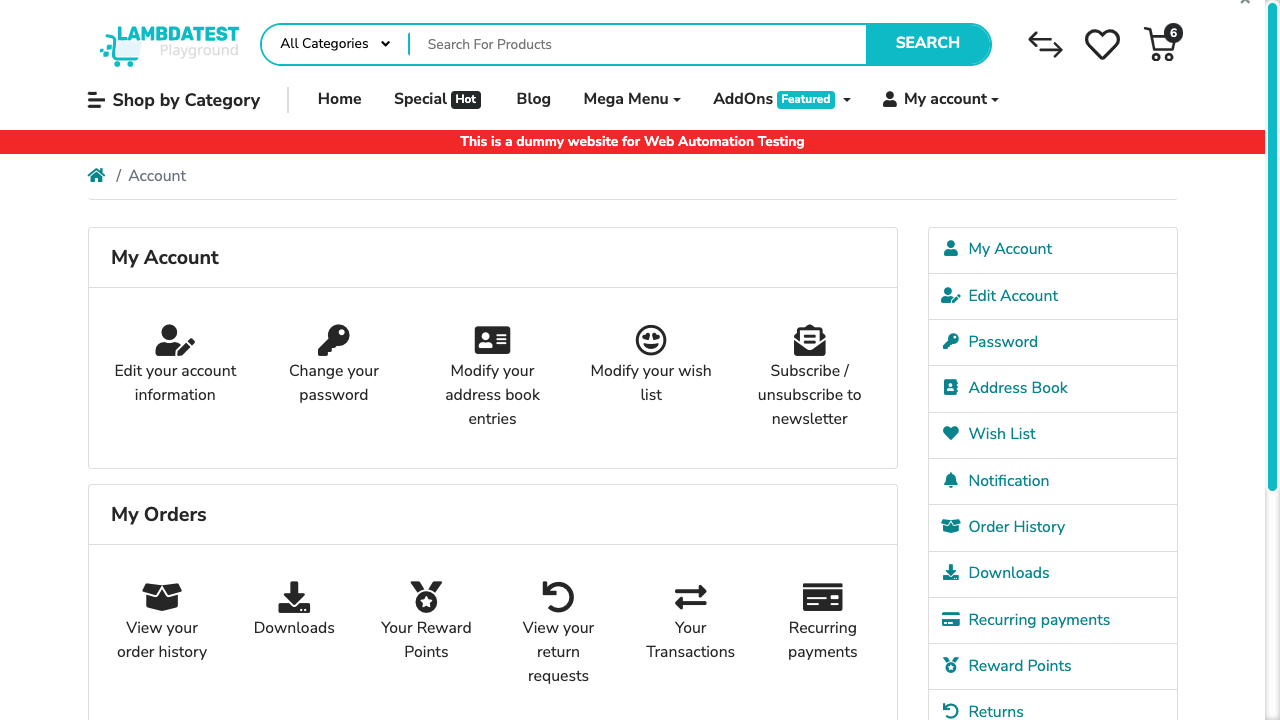 LAMBDATEST
Playground
All Categories
Search For Products
SEARCH
6
Shop by Category
Home
Special Hot
Blog
Mega Menu
AddOns Featured
My account
This is a dummy website for Web Automation Testing
/ Account
My Account
Edit your account
information
Change your
password
Modify your
address book
entries
Modify your wish
list
Subscribe /
unsubscribe to
newsletter
My Orders
View your
order history
Downloads
Your Reward
Points
View your
return
requests
Your
Transactions
Recurring
payments
My Account
Edit Account
Password
Address Book
Wish List
Notification
Order History
Downloads
Recurring payments
Reward Points
Returns